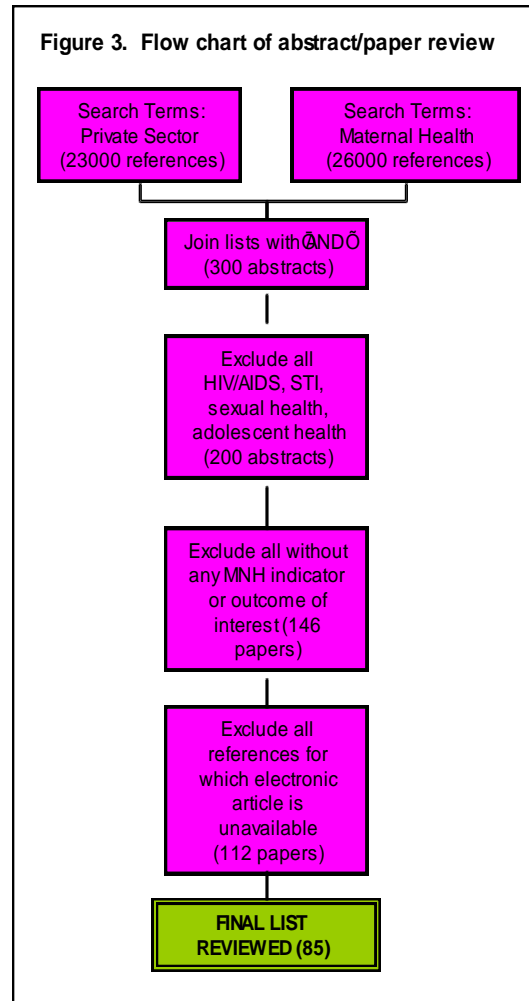 Figure 3. Flow chart of abstract/paper review
Search Terms:
Private Sector
(23000 references)
Search Terms:
Maternal Health
(26000 references)
Join lists with ÒANDÕ
(300 abstracts)
Exclude all
HIV/AIDS, STI,
sexual health,
adolescent health
(200 abstracts)
Exclude all without
any MNH indicator
or outcome of
interest (146
papers)
Exclude all
references for
which electronic
article is
unavailable
(112 papers)
FINAL LIST
REVIEWED (85)